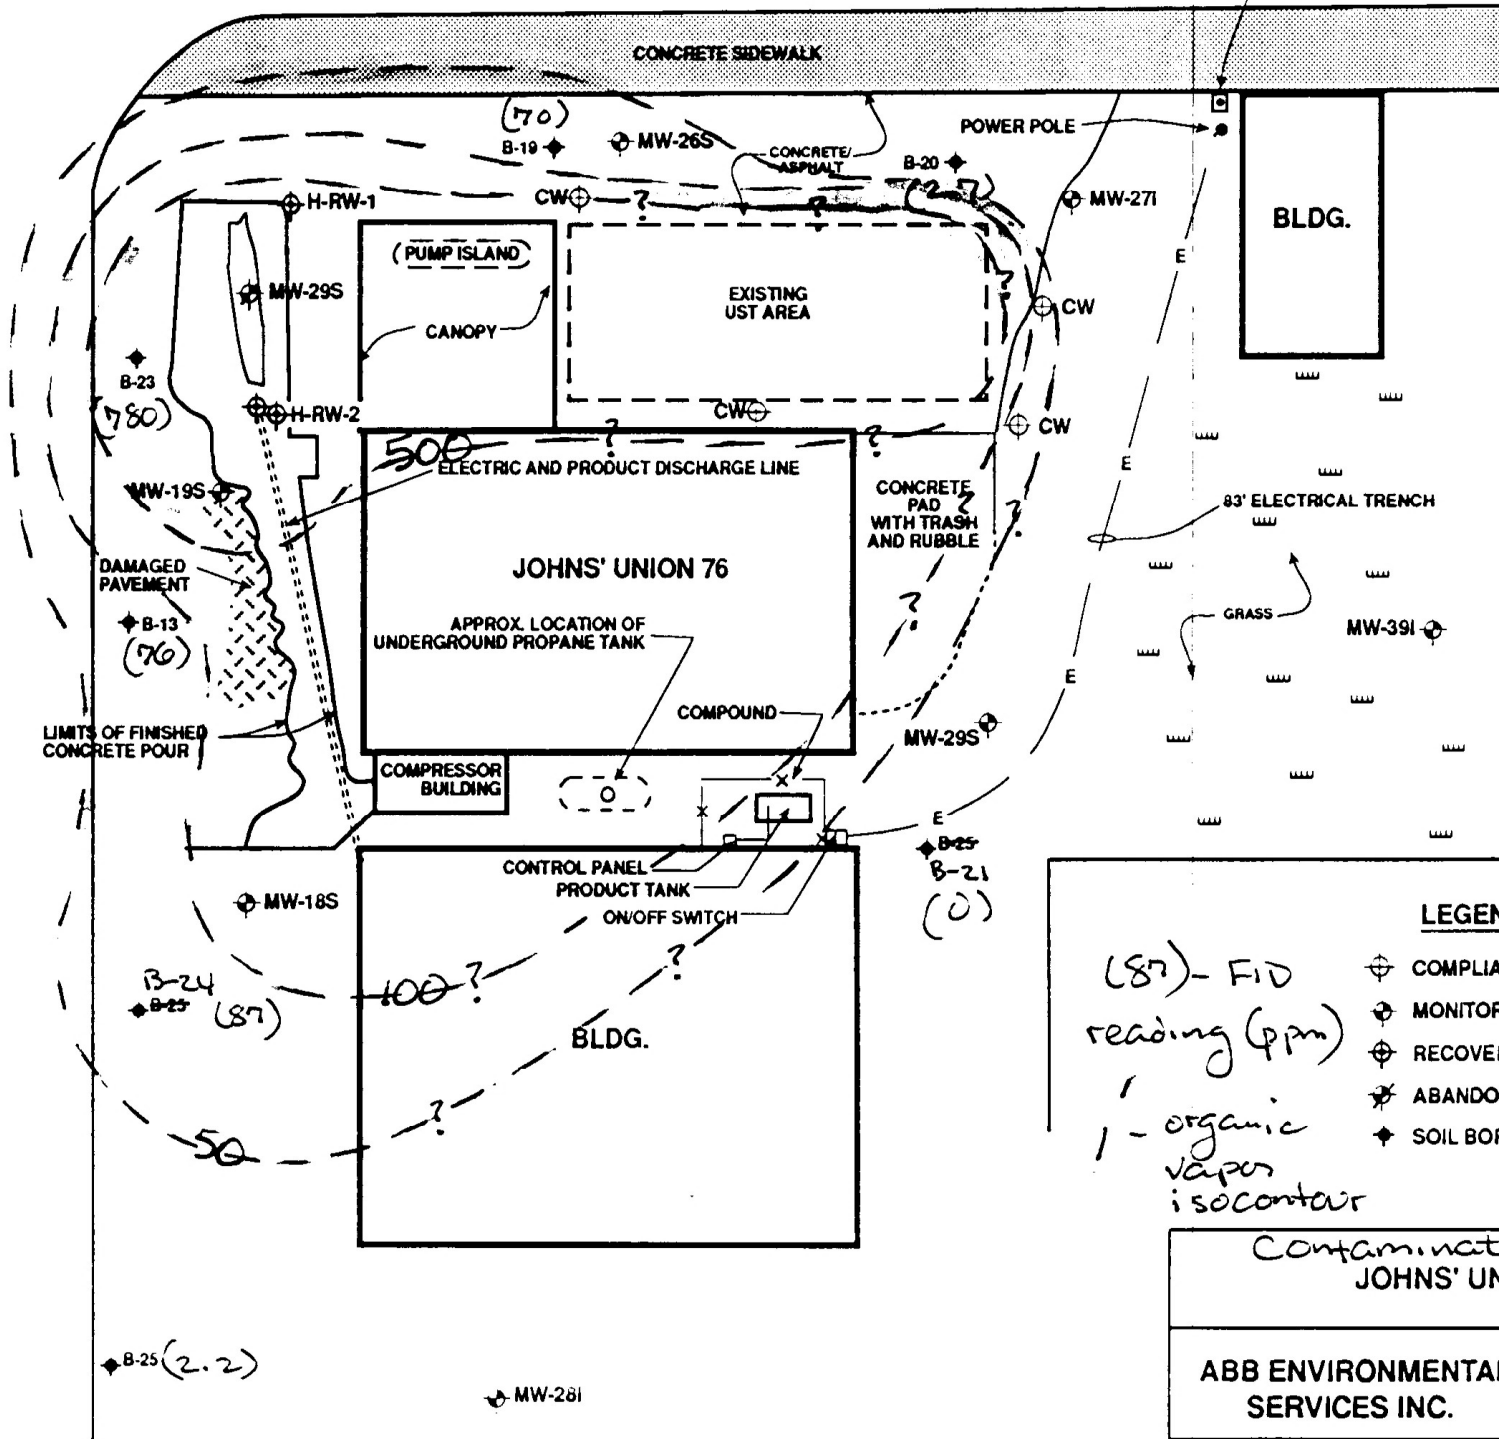 CONCRETE SIDEWALK
(70)
B-19
MW-26S
CONCRETE/
ASPHALT
POWER POLE
B-20
MW-27I
BLDG.
H-RW-1
CW
?
?
(PUMP ISLAND)
E
MW-29S
EXISTING
UST AREA
?
CW
CANOPY
B-23
(780)
H-RW-2
CW
CW
500
?
?
E
ELECTRIC AND PRODUCT DISCHARGE LINE
MW-19S
CONCRETE
PAD
WITH TRASH
AND RUBBLE
?
?
83' ELECTRICAL TRENCH
DAMAGED
PAVEMENT
JOHNS' UNION 76
B-13
(76)
APPROX. LOCATION OF
UNDERGROUND PROPANE TANK
?
GRASS
MW-39I
E
LIMITS OF FINISHED
CONCRETE POUR
COMPOUND
MW-29S
COMPRESSOR
BUILDING
E
B-25
B-21
(0)
CONTROL PANEL
PRODUCT TANK
ON/OFF SWITCH
MW-18S
B-24
B-25
(87)
100
?
?
BLDG.
50
?
B-25 (2.2)
MW-28I
(87) - FID
reading (ppm)
- organic
vapor
isocontour
LEGEN
COMPLIA
MONITOR
RECOVE
ABANDO
SOIL BOR
Contaminat
JOHNS' UN
ABB ENVIRONMENTAL
SERVICES INC.